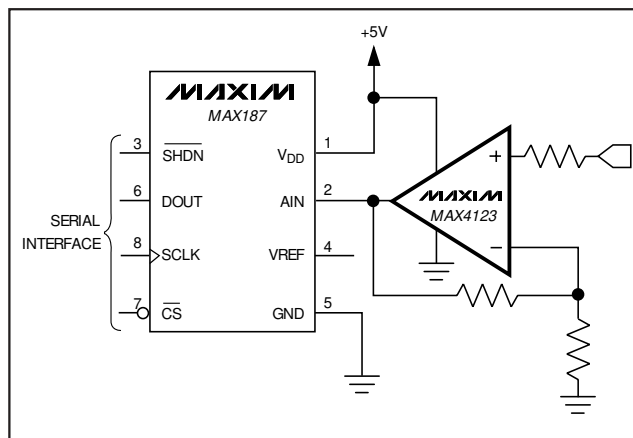 +5V
MAXIM
MAX187
3
SHDN
1
VDD
6
DOUT
2
AIN
SERIAL
INTERFACE
8
SCLK
4
VREF
7
CS
5
GND
+
−
MAXIM
MAX4123